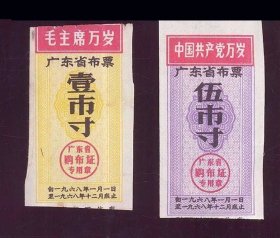 毛主席万岁
广东省布票
壹市寸
广东省
购布证
专用章
自一九六八年一月一日
至一九六八年十二月底止
中国共产党万岁
广东省布票
伍市寸
广东省
购布证
专用章
自一九六八年一月一日
至一九六八年十二月底止